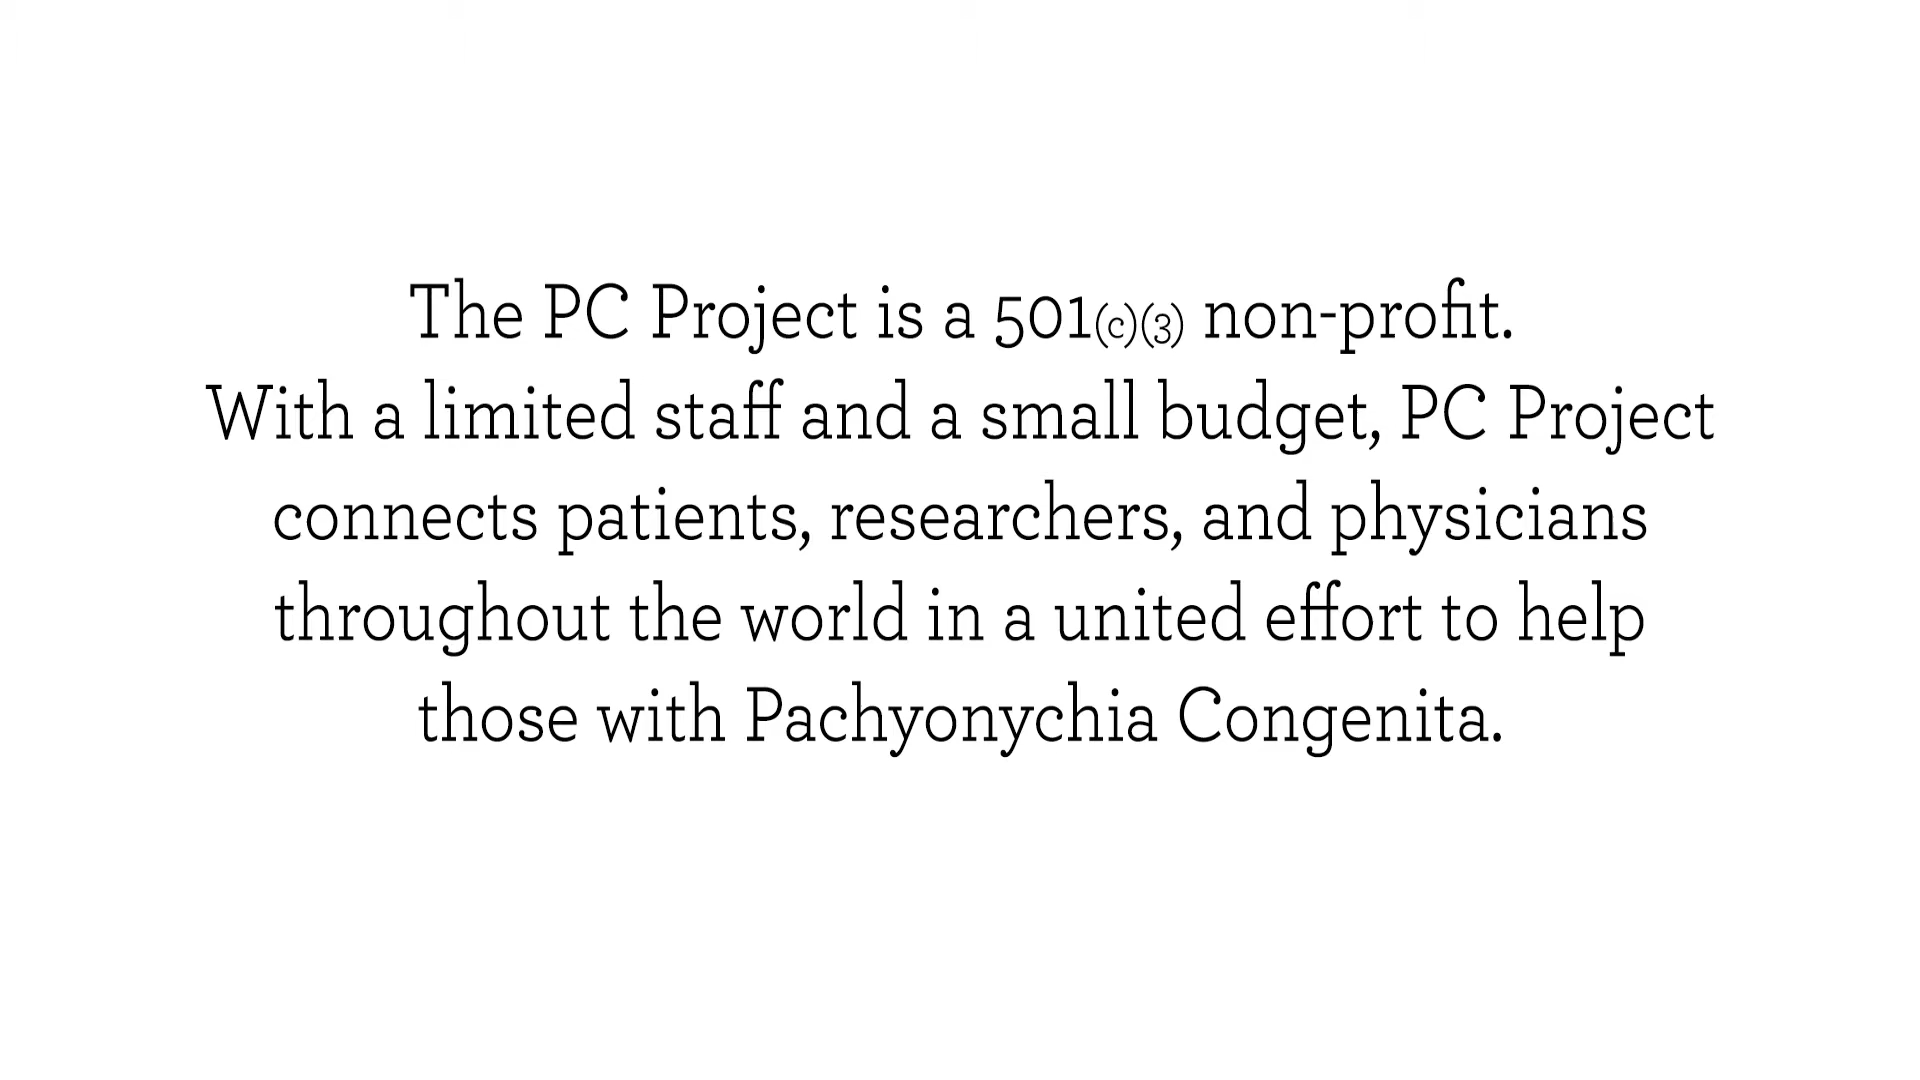 The PC Project is a 501(c)(3) non-profit.
With a limited staff and a small budget, PC Project
connects patients, researchers, and physicians
throughout the world in a united effort to help
those with Pachyonychia Congenita.